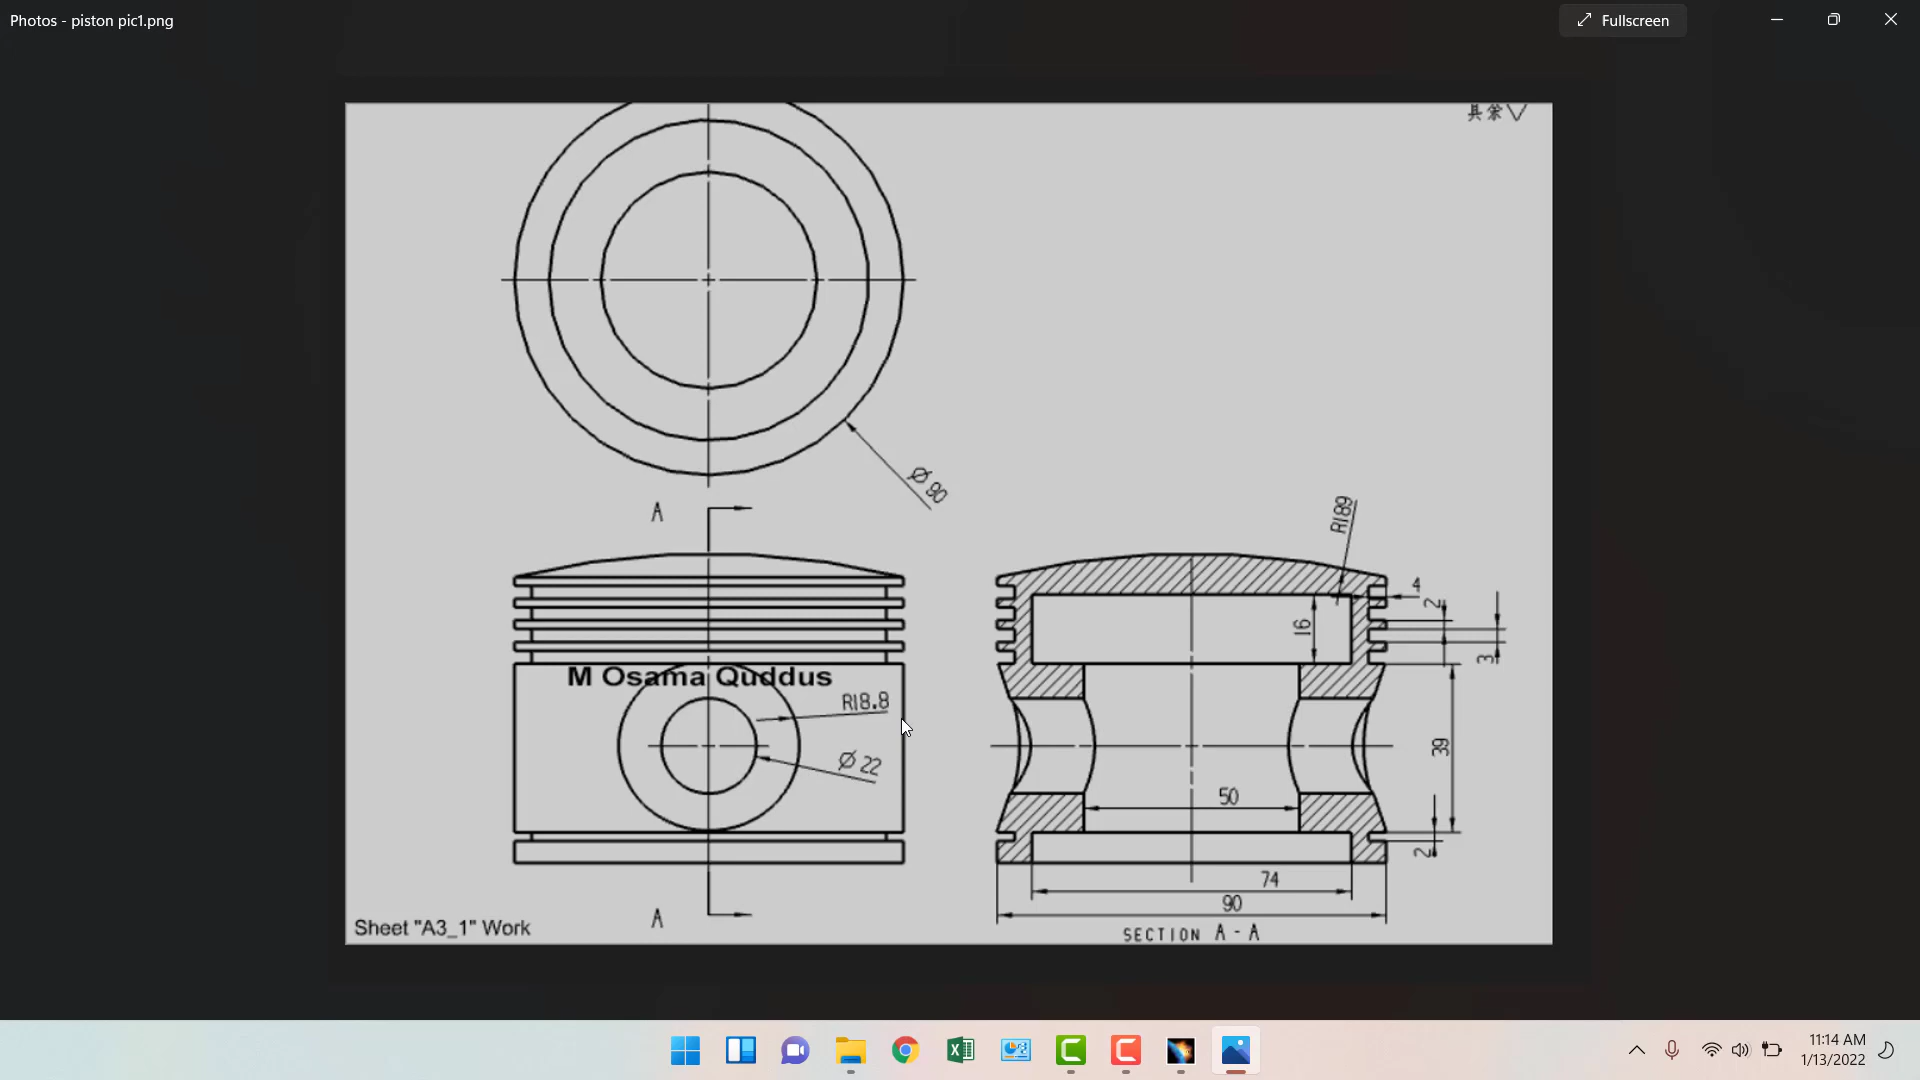 Photos - piston pic1.png
Fullscreen
Ø 90
A
R189
4
2
16
3
M Osama Quddus
R18.8
Ø 22
39
50
2
74
90
Sheet "A3_1" Work
A
SECTION A - A
11:14 AM
1/13/2022